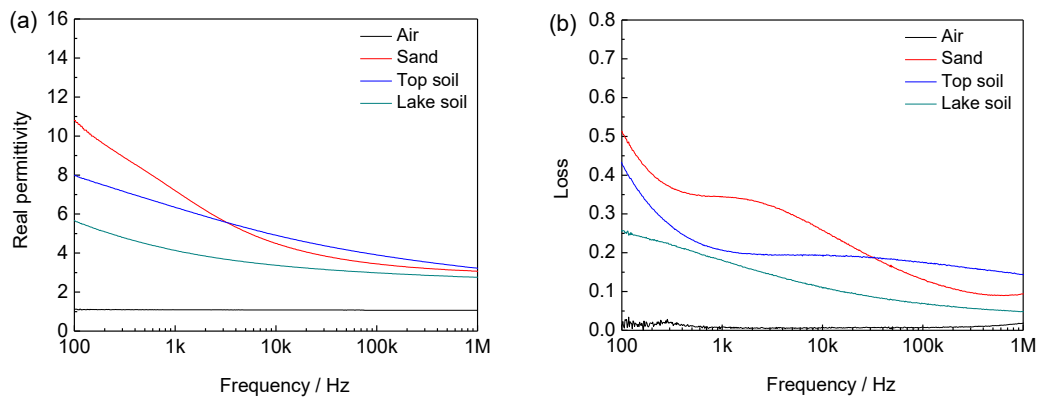 (a)
Real permittivity
16
14
12
10
8
6
4
2
1
0
100
1k
10k
100k
1M
Frequency / Hz
Air
Sand
Top soil
Lake soil
(b)
Loss
0.8
0.7
0.6
0.5
0.4
0.3
0.2
0.1
0.0
100
1k
10k
100k
1M
Frequency / Hz
Air
Sand
Top soil
Lake soil